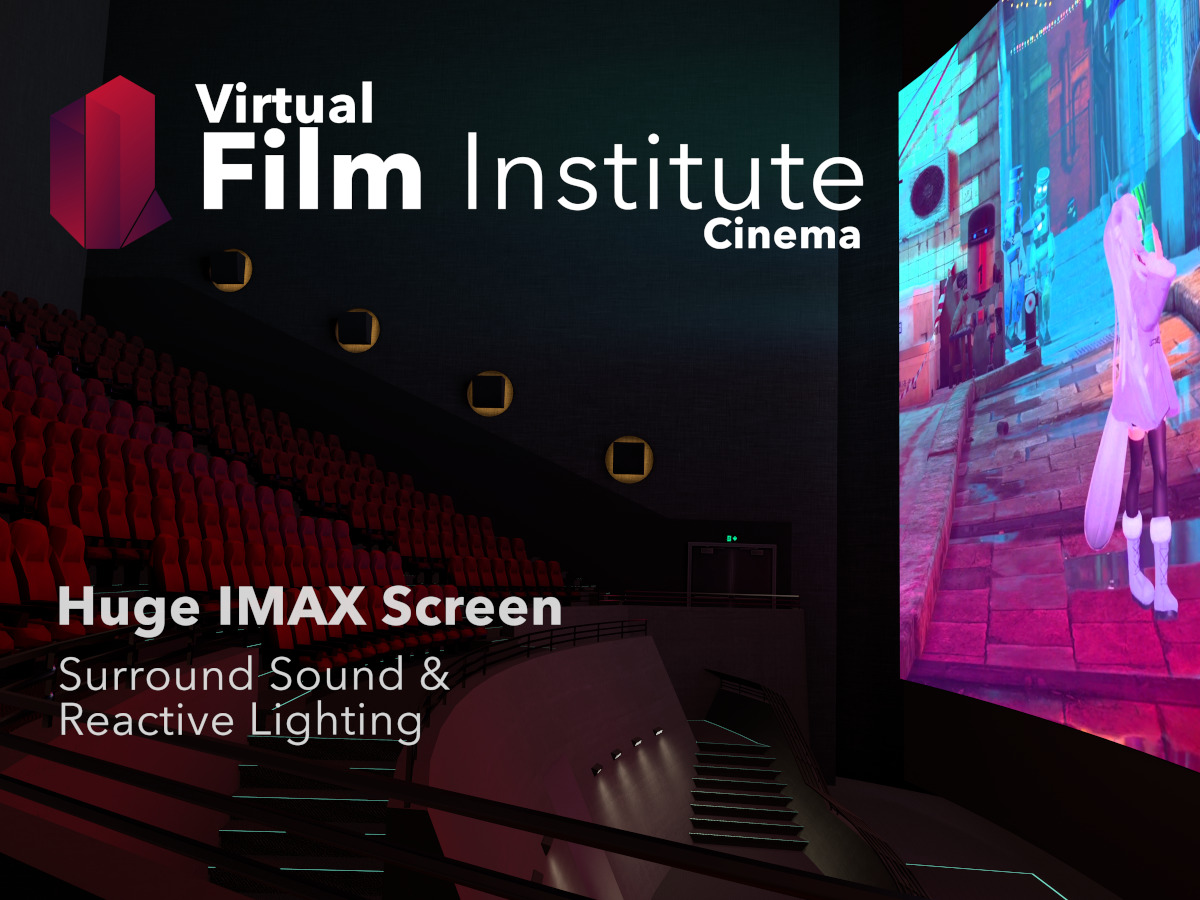 Virtual
Film Institute
Cinema
Huge IMAX Screen
Surround Sound &
Reactive Lighting